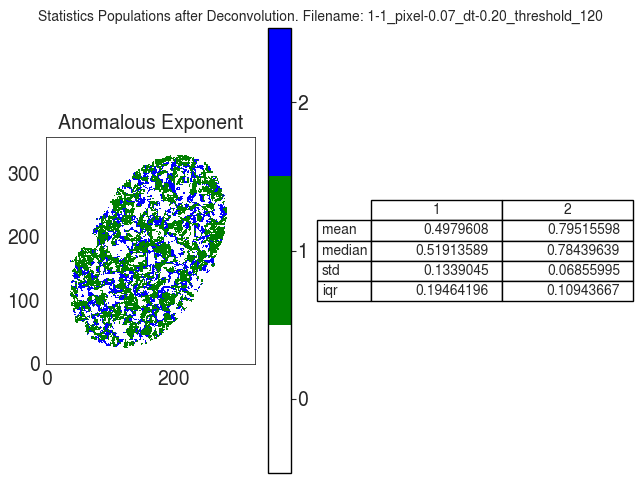 Statistics Populations after Deconvolution. Filename: 1-1_pixel-0.07_dt-0.20_threshold_120
Anomalous Exponent
300
200
100
0
0 200
2
1
0
1 2
mean 0.4979608 0.79515598
median 0.51913589 0.78439639
std 0.1339045 0.06855995
iqr 0.19464196 0.10943667